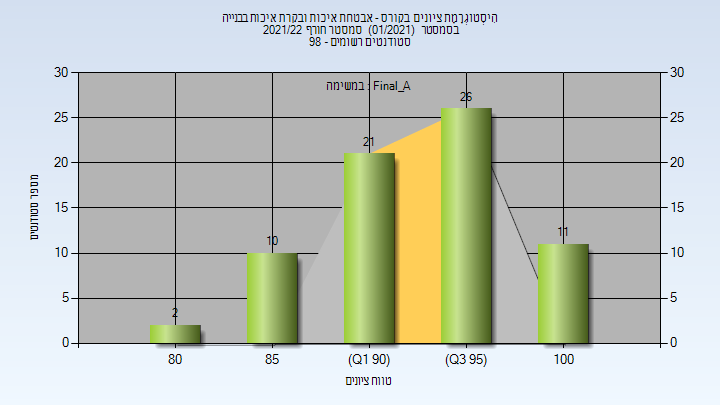 היסטוגרמת ציונים בקורס - אבטחת איכות ובקרת איכות בבנייה
בסמסטר (01/2021) סמסטר חורף 2021/22
סטודנטים רשומים - 98
במשימה : Final_A
30 30
25 25
20 20
15 15
10 10
5 5
0 0
2
10
21
26
11
מספר סטודנטים
80 85 (Q1 90) (Q3 95) 100
טווח ציונים